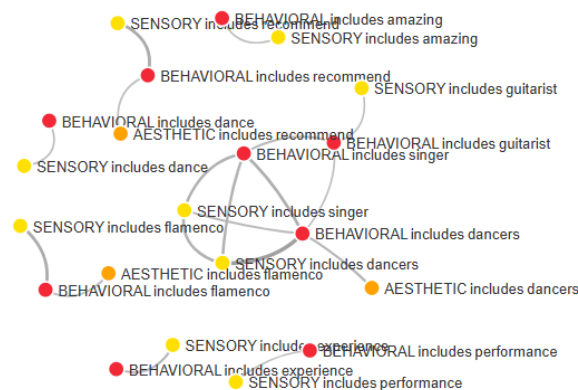 BEHAVIORAL includes amazing
SENSORY includes recommend
SENSORY includes amazing
BEHAVIORAL includes recommend
SENSORY includes guitarist
BEHAVIORAL includes dance
AESTHETIC includes recommend
BEHAVIORAL includes guitarist
BEHAVIORAL includes singer
SENSORY includes dance
SENSORY includes singer
SENSORY includes flamenco
BEHAVIORAL includes dancers
SENSORY includes dancers
AESTHETIC includes flamenco
BEHAVIORAL includes flamenco
AESTHETIC includes dancers
SENSORY includes experience
BEHAVIORAL includes performance
BEHAVIORAL includes experience
SENSORY includes performance